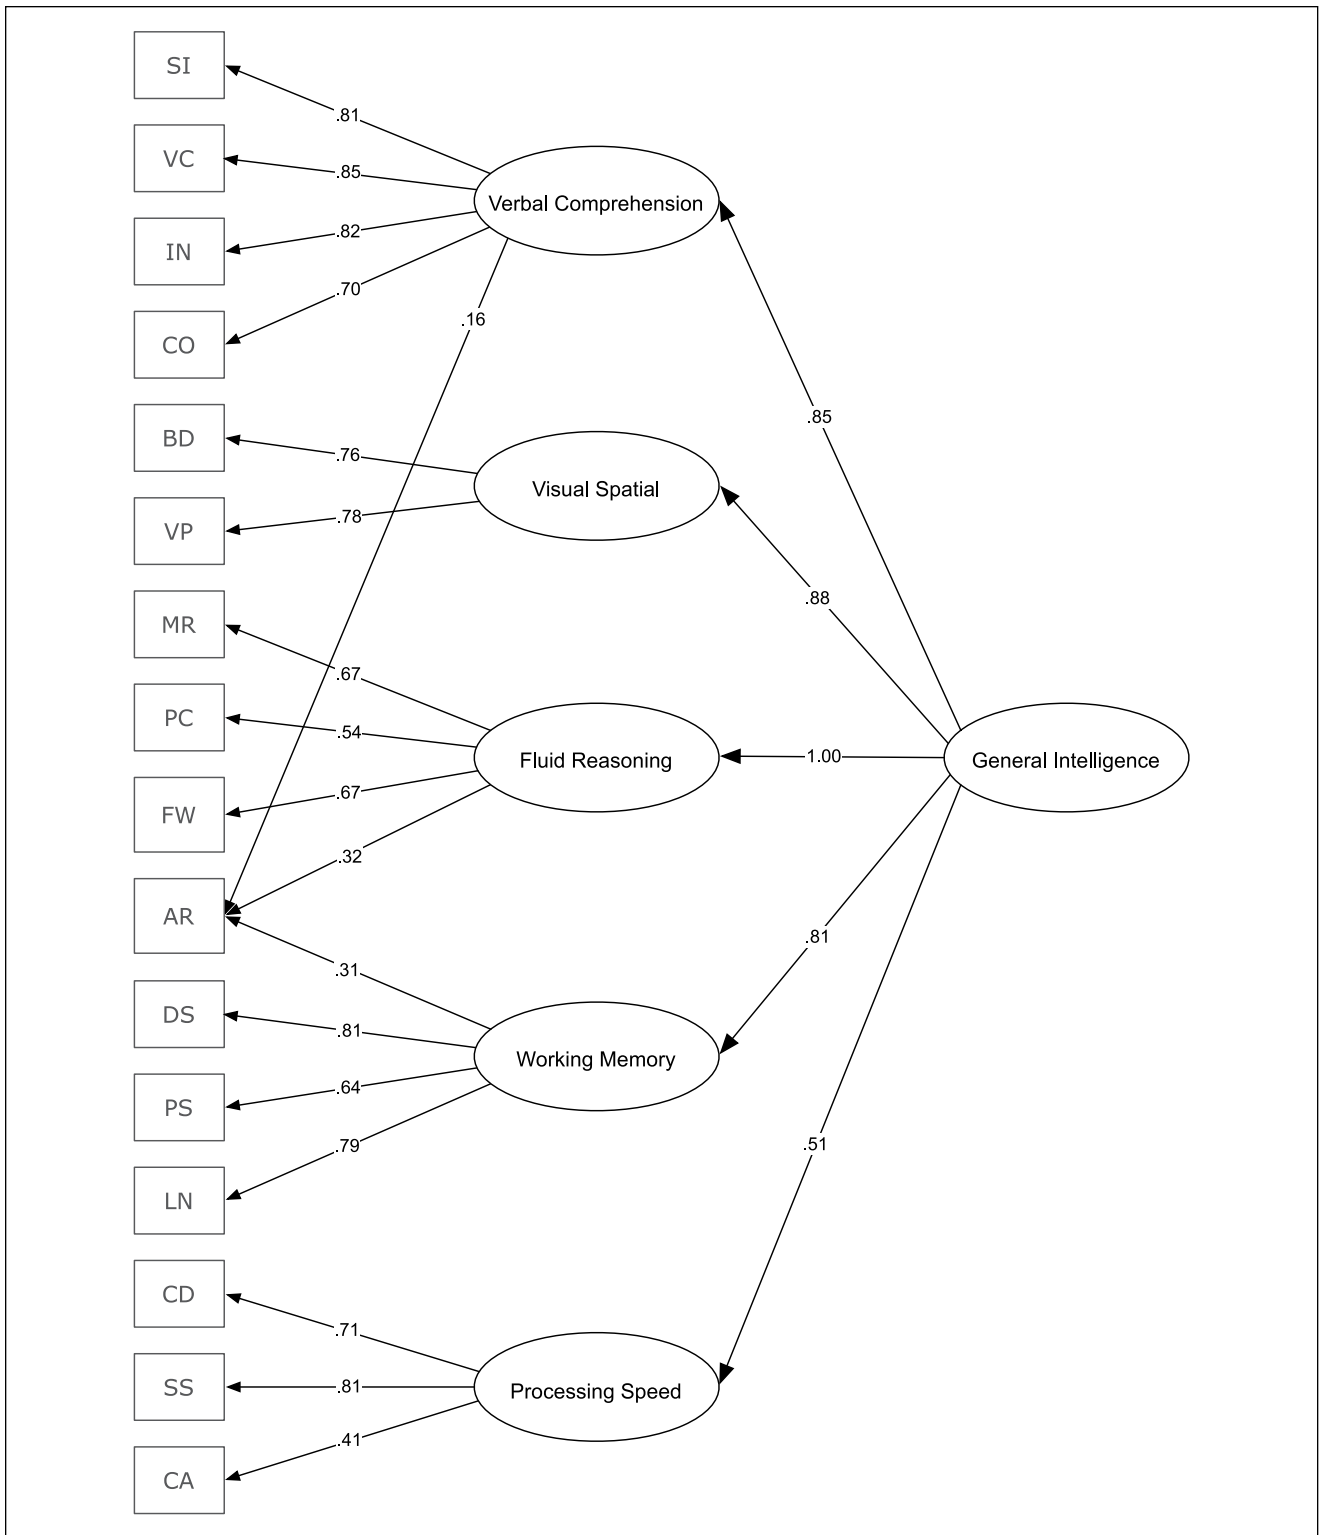 SI
.81
VC
.85
Verbal Comprehension
IN
.82
CO
.70
.16
.85
BD
.76
Visual Spatial
VP
.78
.88
MR
.67
PC
.54
Fluid Reasoning
1.00
General Intelligence
FW
.67
.32
AR
.31
.81
DS
.81
Working Memory
PS
.64
LN
.79
.51
CD
.71
SS
.81
Processing Speed
CA
.41